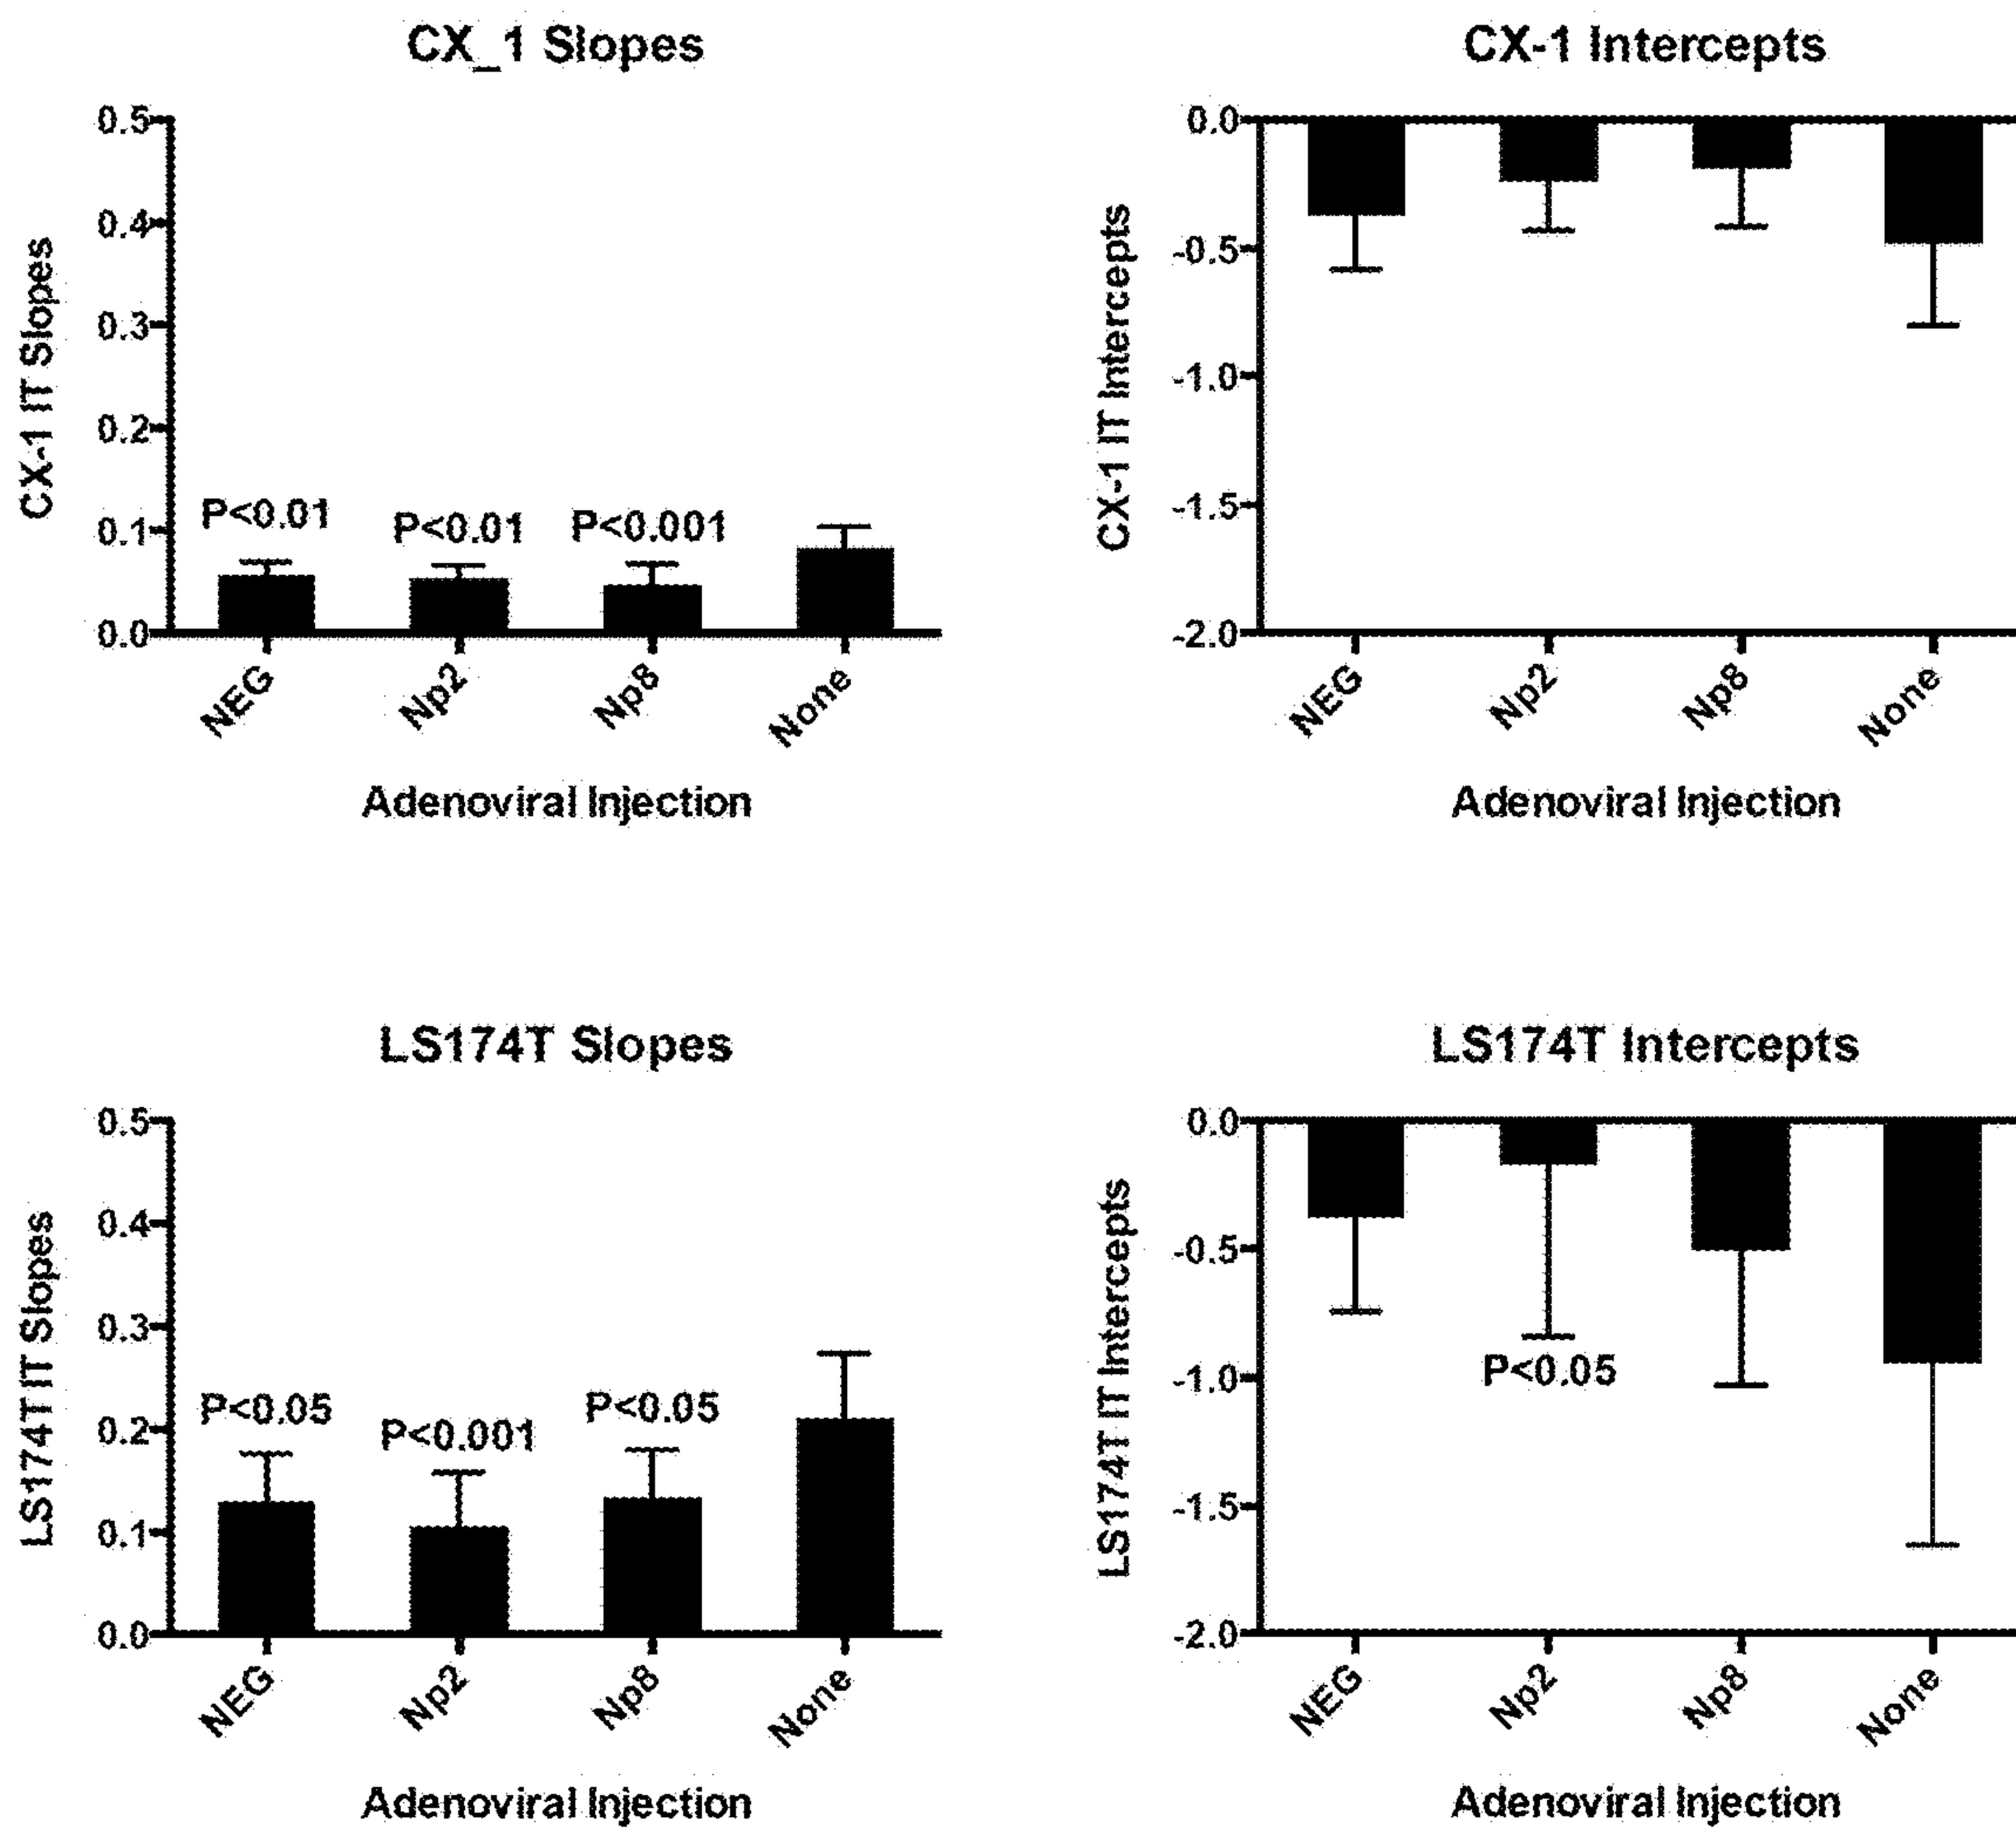 CX_1 Slopes
CX-1 IT Slopes
0.5
0.4
0.3
0.2
0.1
0.0
P<0.01
P<0.01
P<0.001
NEG
Np2
Np8
None
Adenoviral Injection
CX-1 Intercepts
CX-1 IT Intercepts
0.0
-0.5
-1.0
-1.5
-2.0
NEG
Np2
Np8
None
Adenoviral Injection
LS174T Slopes
LS174T IT Slopes
0.5
0.4
0.3
0.2
0.1
0.0
P<0.05
P<0.001
P<0.05
NEG
Np2
Np8
None
Adenoviral Injection
LS174T Intercepts
LS174T IT Intercepts
0.0
-0.5
-1.0
-1.5
-2.0
P<0.05
NEG
Np2
Np8
None
Adenoviral Injection